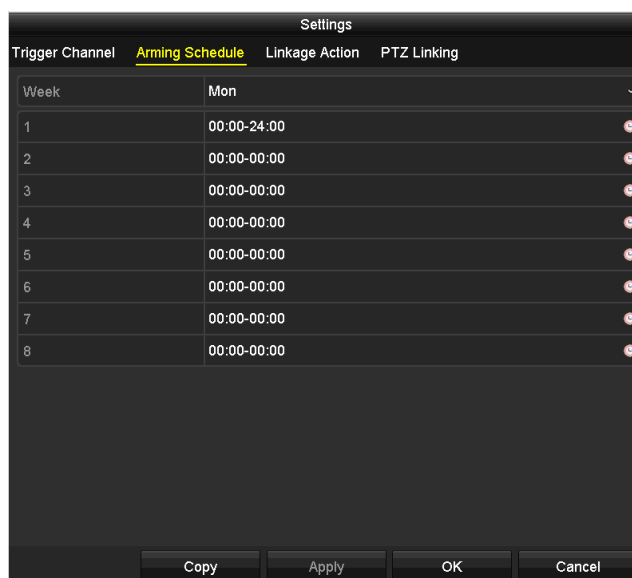 Settings
Trigger Channel Arming Schedule Linkage Action PTZ Linking
Week Mon
1 00:00-24:00
2 00:00-00:00
3 00:00-00:00
4 00:00-00:00
5 00:00-00:00
6 00:00-00:00
7 00:00-00:00
8 00:00-00:00
Copy Apply OK Cancel